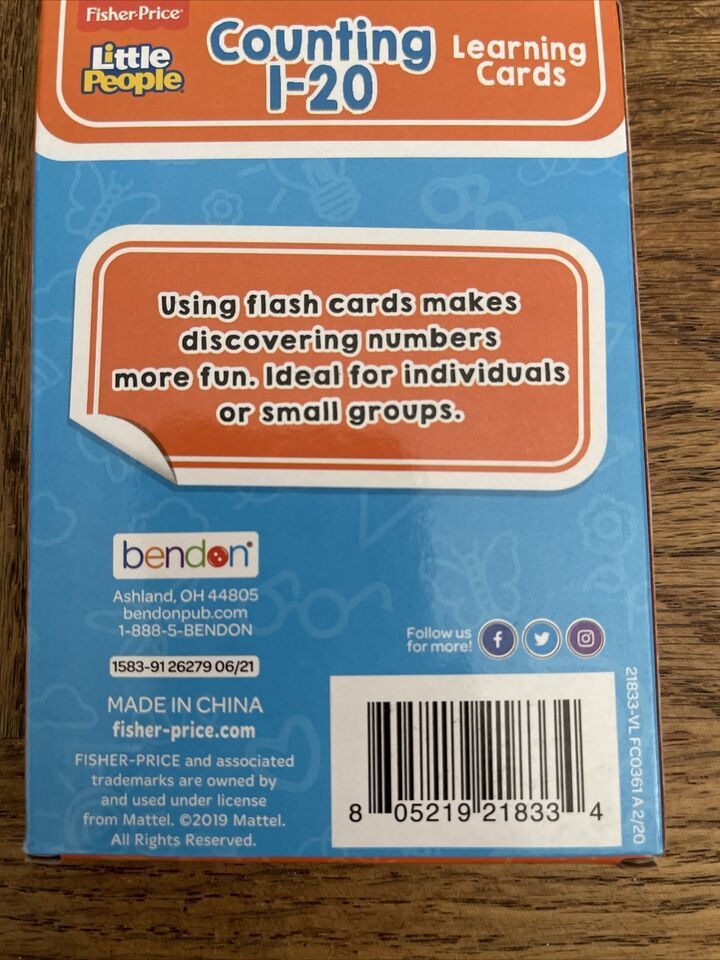 Fisher-Price®
Little
People®
Counting
1-20
Learning
Cards
Using flash cards makes
discovering numbers
more fun. Ideal for individuals
or small groups.
bendon®
Ashland, OH 44805
bendonpub.com
1-888-5-BENDON
1583-91 26279 06/21
MADE IN CHINA
fisher-price.com
FISHER-PRICE and associated
trademarks are owned by
and used under license
from Mattel. ©2019 Mattel.
All Rights Reserved.
Follow us
for more!
8 05219 21833 4
21833-VL FC0361 A 2/20